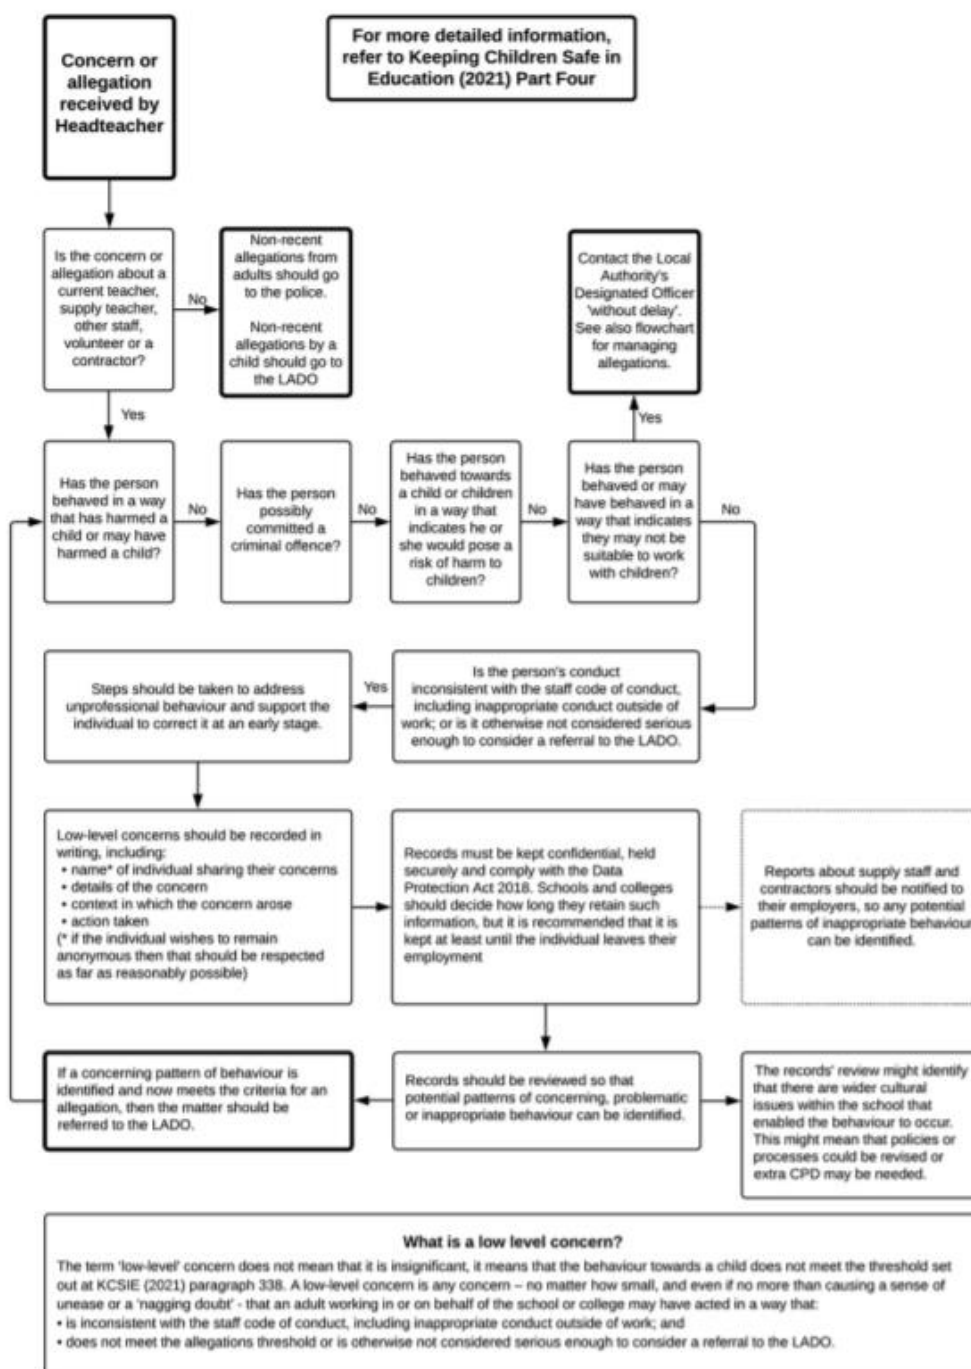 Concern or
allegation
received by
Headteacher
For more detailed information,
refer to Keeping Children Safe in
Education (2021) Part Four
Is the concern or
allegation about a
current teacher,
supply teacher,
other staff,
volunteer or a
contractor?
No
Non-recent
allegations from
adults should go
to the police.
Non-recent
allegations by a
child should go to
the LADO
Contact the Local
Authority's
Designated Officer
'without delay'.
See also flowchart
for managing
allegations.
Yes
Yes
Has the person
behaved in a way
that has harmed a
child or may have
harmed a child?
No
Has the person
possibly
committed a
criminal offence?
No
Has the person
behaved towards
a child or children
in a way that
indicates he or
she would pose a
risk of harm to
children?
No
Has the person
behaved or may
have behaved in a
way that indicates
they may not be
suitable to work
with children?
No
Steps should be taken to address
unprofessional behaviour and support the
individual to correct it at an early stage.
Yes
Is the person's conduct
inconsistent with the staff code of conduct,
including inappropriate conduct outside of
work; or is it otherwise not considered serious
enough to consider a referral to the LADO.
Low-level concerns should be recorded in
writing, including:
• name* of individual sharing their concerns
• details of the concern
• context in which the concern arose
• action taken
(* if the individual wishes to remain
anonymous then that should be respected
as far as reasonably possible)
Records must be kept confidential, held
securely and comply with the Data
Protection Act 2018. Schools and colleges
should decide how long they retain such
information, but it is recommended that it is
kept at least until the individual leaves their
employment
Reports about supply staff and
contractors should be notified to
their employers, so any potential
patterns of inappropriate behaviour
can be identified.
If a concerning pattern of behaviour is
identified and now meets the criteria for an
allegation, then the matter should be
referred to the LADO.
Records should be reviewed so that
potential patterns of concerning, problematic
or inappropriate behaviour can be identified.
The records' review might identify
that there are wider cultural
issues within the school that
enabled the behaviour to occur.
This might mean that policies or
processes could be revised or
extra CPD may be needed.
What is a low level concern?
The term 'low-level' concern does not mean that it is insignificant, it means that the behaviour towards a child does not meet the threshold set
out at KCSIE (2021) paragraph 338. A low-level concern is any concern – no matter how small, and even if no more than causing a sense of
unease or a 'nagging doubt' - that an adult working in or on behalf of the school or college may have acted in a way that:
• is inconsistent with the staff code of conduct, including inappropriate conduct outside of work; and
• does not meet the allegations threshold or is otherwise not considered serious enough to consider a referral to the LADO.